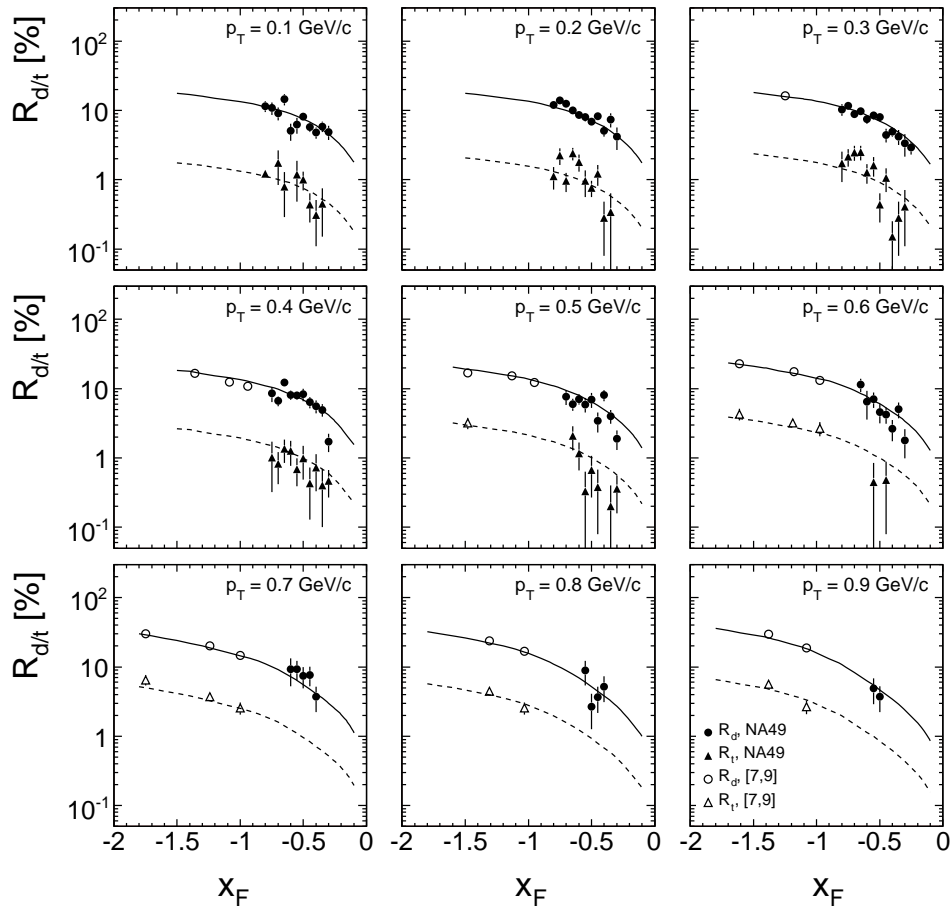 p_T = 0.1 GeV/c
p_T = 0.2 GeV/c
p_T = 0.3 GeV/c
R_d/t [%]
10^2
10
1
10^-1
p_T = 0.4 GeV/c
p_T = 0.5 GeV/c
p_T = 0.6 GeV/c
R_d/t [%]
10^2
10
1
10^-1
p_T = 0.7 GeV/c
p_T = 0.8 GeV/c
p_T = 0.9 GeV/c
R_d/t [%]
10^2
10
1
10^-1
R_d, NA49
R_t, NA49
R_d, [7,9]
R_t, [7,9]
-2 -1.5 -1 -0.5 0
-2 -1.5 -1 -0.5 0
-2 -1.5 -1 -0.5 0
x_F
x_F
x_F